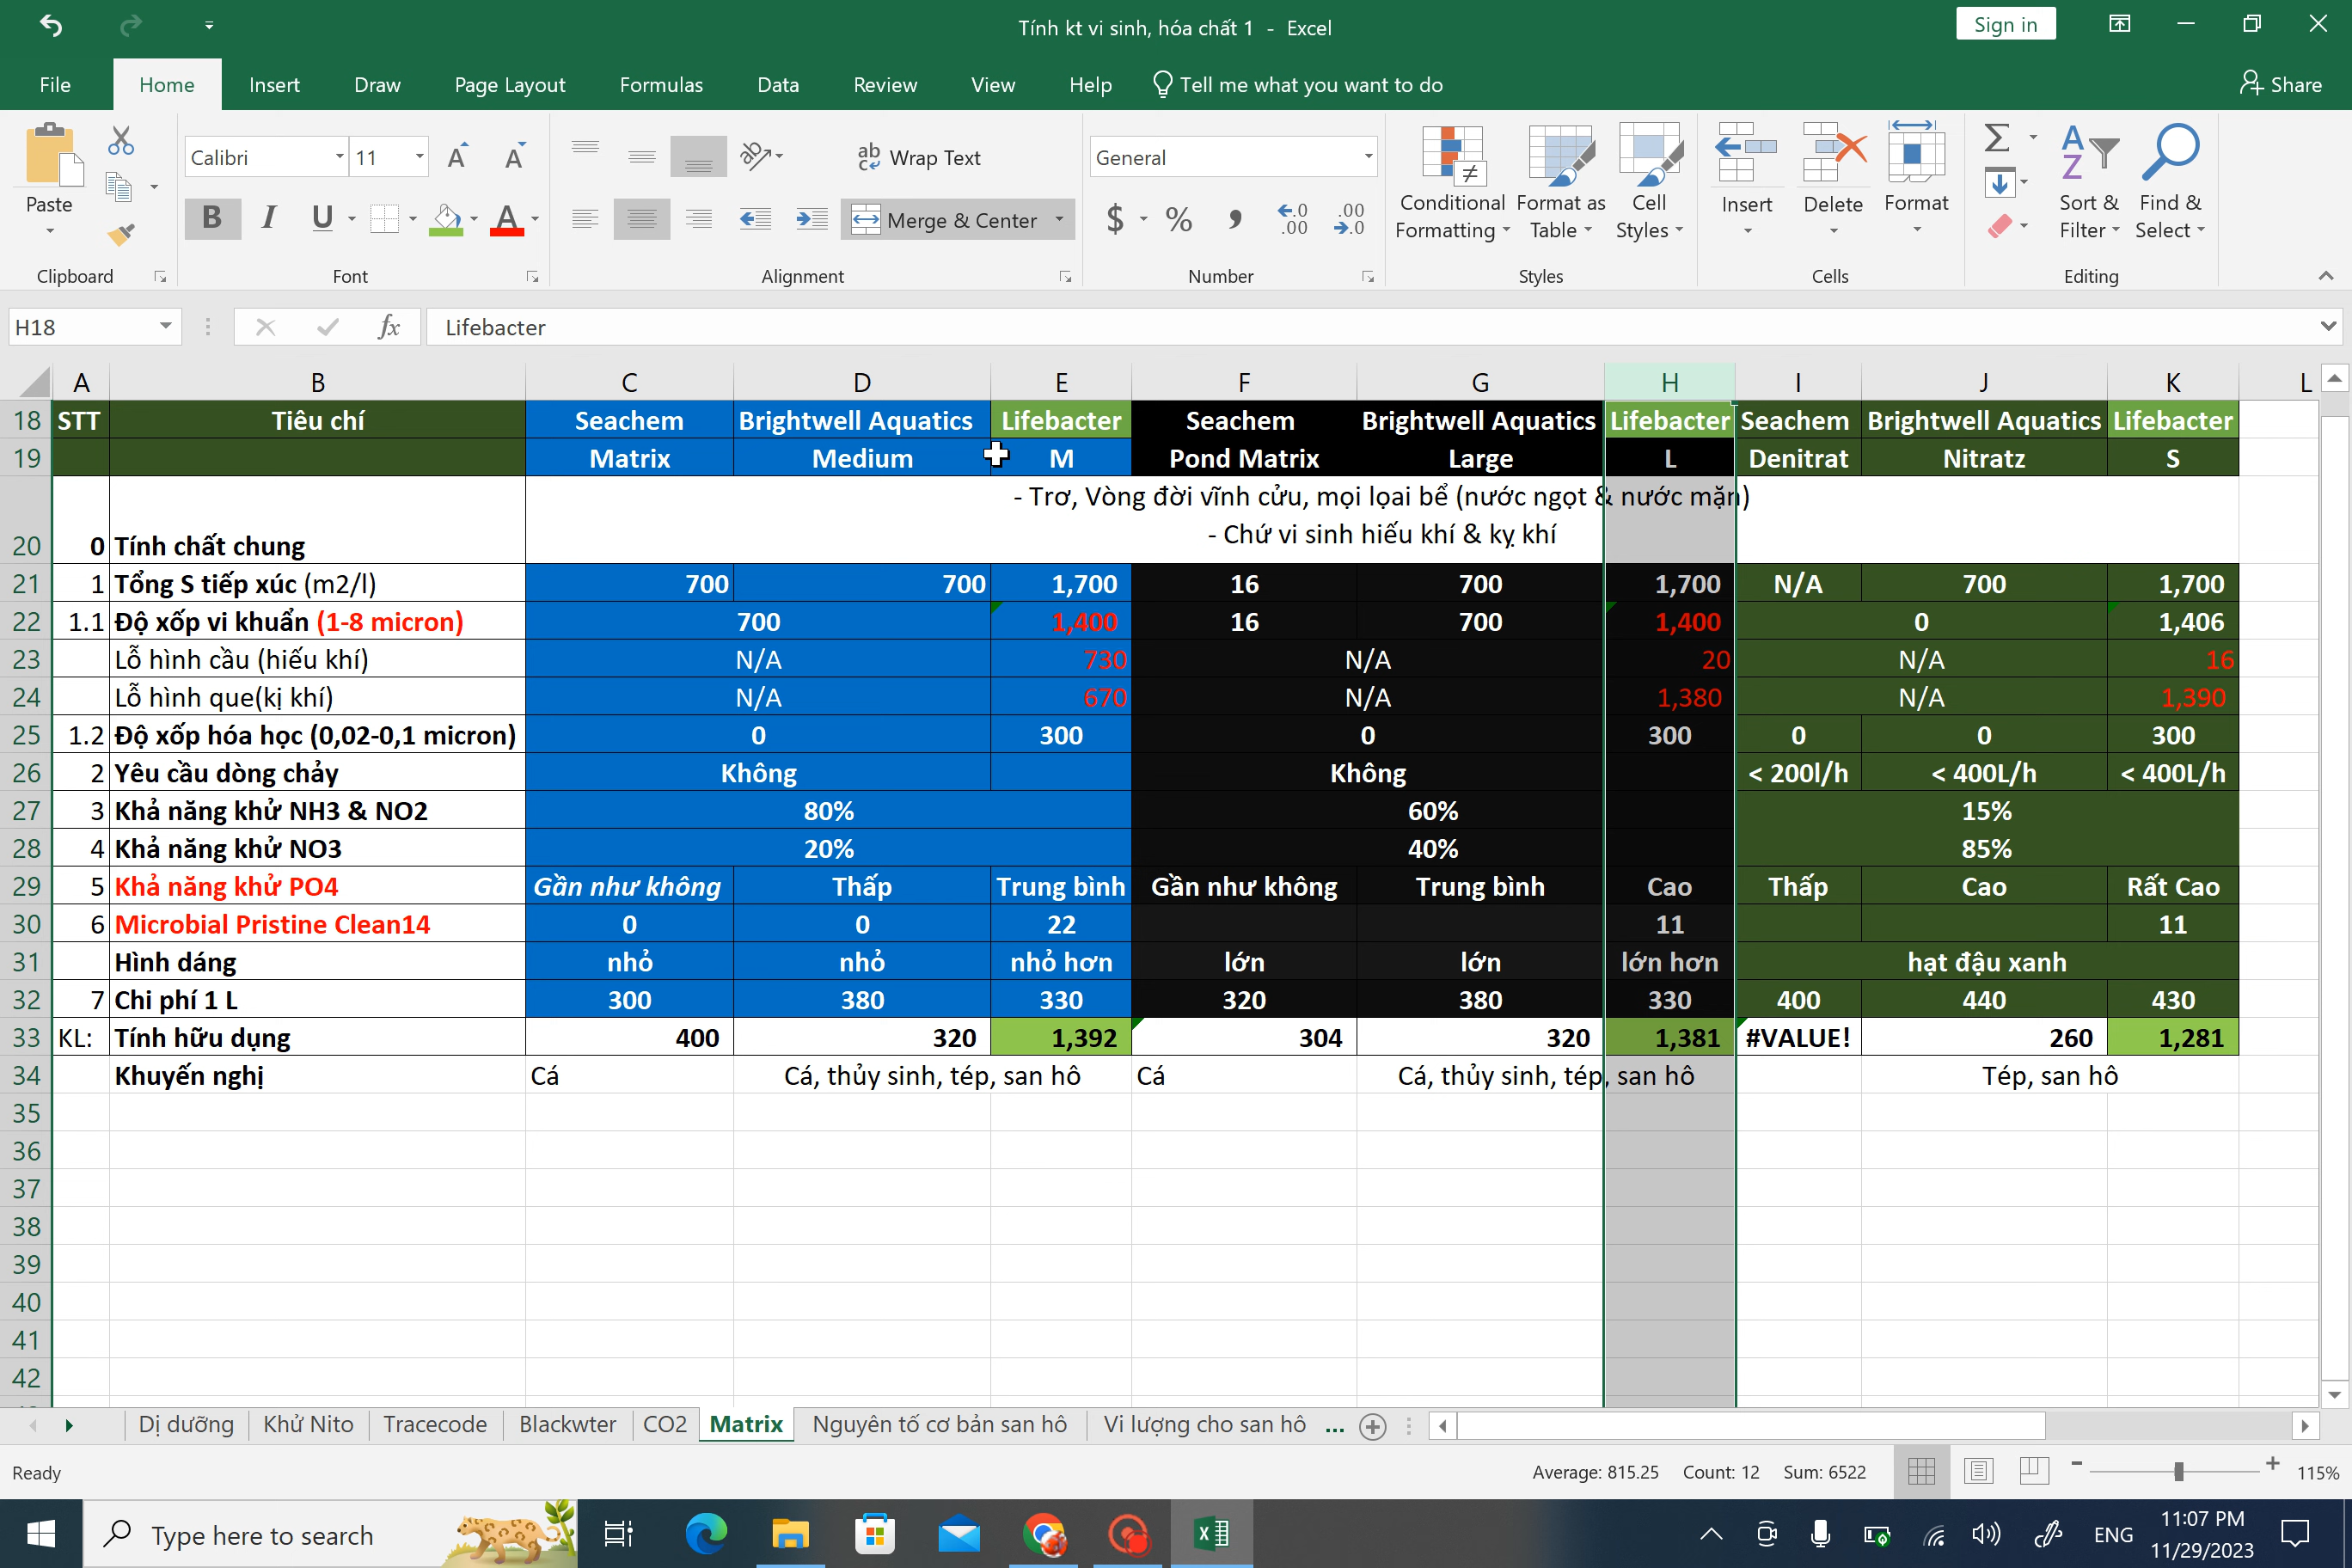 Tính kt vi sinh, hóa chất 1 - Excel
Sign in
File Home Insert Draw Page Layout Formulas Data Review View Help Tell me what you want to do Share
Paste
Calibri 11
Wrap Text
General
Conditional Formatting
Format as Table
Cell Styles
Insert Delete Format
Sort & Filter
Find & Select
B I U
Merge & Center
$ %
Clipboard Font Alignment Number Styles Cells Editing
H18 fx Lifebacter
A B C D E F G H I J K L
18 STT Tiêu chí Seachem Brightwell Aquatics Lifebacter Seachem Brightwell Aquatics Lifebacter Seachem Brightwell Aquatics Lifebacter
19 Matrix Medium M Pond Matrix Large L Denitrat Nitratz S
- Trơ, Vòng đời vĩnh cửu, mọi lọai bể (nước ngọt & nước mặn)
- Chứ vi sinh hiếu khí & kỵ khí
20 0 Tính chất chung
21 1 Tổng S tiếp xúc (m2/l) 700 700 1,700 16 700 1,700 N/A 700 1,700
22 1.1 Độ xốp vi khuẩn (1-8 micron) 700 1,400 16 700 1,400 0 1,406
23 Lỗ hình cầu (hiếu khí) N/A 730 N/A 20 N/A 16
24 Lỗ hình que(kị khí) N/A 670 N/A 1,380 N/A 1,390
25 1.2 Độ xốp hóa học (0,02-0,1 micron) 0 300 0 300 0 0 300
26 2 Yêu cầu dòng chảy Không Không < 200l/h < 400L/h < 400L/h
27 3 Khả năng khử NH3 & NO2 80% 60% 15%
28 4 Khả năng khử NO3 20% 40% 85%
29 5 Khả năng khử PO4 Gần như không Thấp Trung bình Gần như không Trung bình Cao Thấp Cao Rất Cao
30 6 Microbial Pristine Clean14 0 0 22 11 11
31 Hình dáng nhỏ nhỏ nhỏ hơn lớn lớn lớn hơn hạt đậu xanh
32 7 Chi phí 1 L 300 380 330 320 380 330 400 440 430
33 KL: Tính hữu dụng 400 320 1,392 304 320 1,381 #VALUE! 260 1,281
34 Khuyến nghị Cá Cá, thủy sinh, tép, san hô Cá Cá, thủy sinh, tép, san hô Tép, san hô
35
36
37
38
39
40
41
42
Dị dưỡng Khử Nito Tracecode Blackwter CO2 Matrix Nguyên tố cơ bản san hô Vi lượng cho san hô ...
Ready Average: 815.25 Count: 12 Sum: 6522 115%
Type here to search
ENG
11:07 PM
11/29/2023